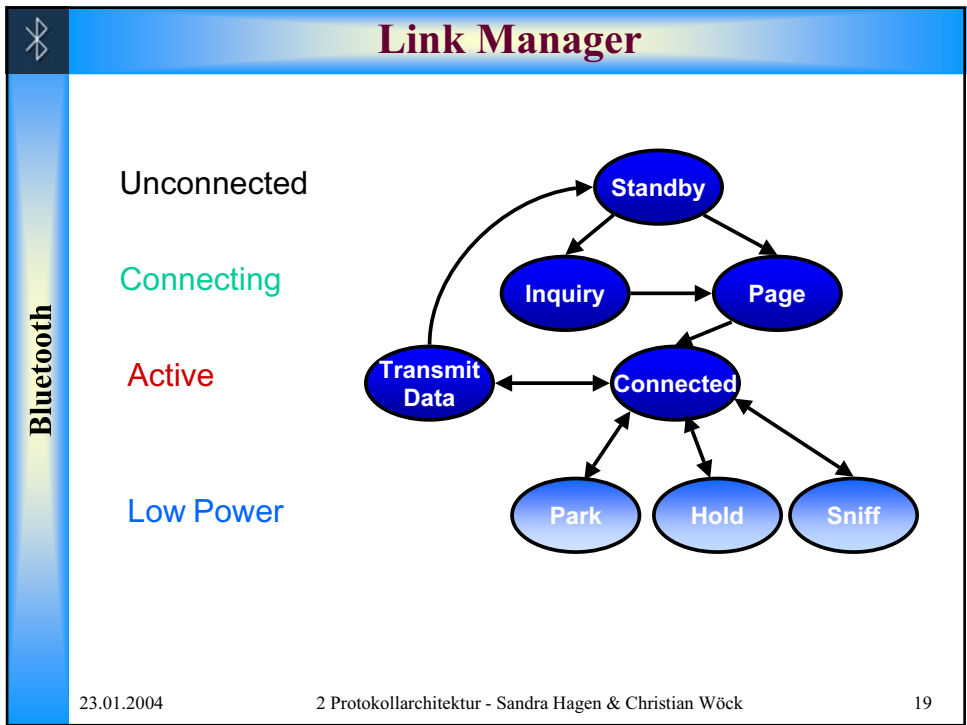 Link Manager
Bluetooth
Unconnected
Standby
Connecting
Inquiry
Page
Active
Transmit
Data
Connected
Low Power
Park
Hold
Sniff
23.01.2004
2 Protokollarchitektur - Sandra Hagen & Christian Wöck
19